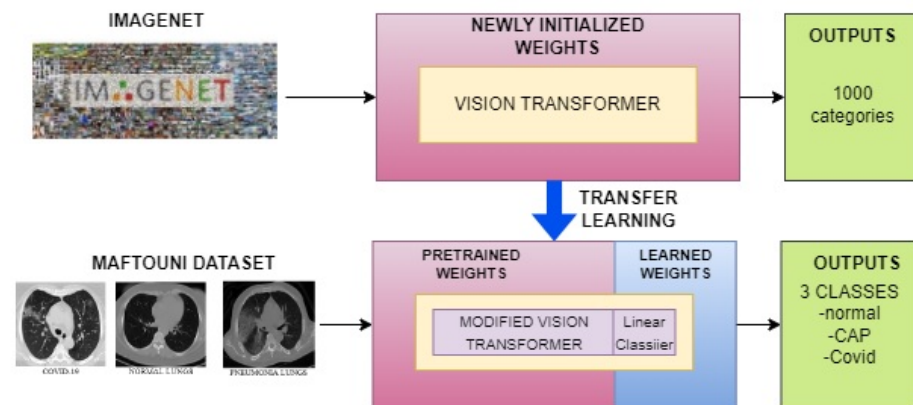 IMAGENET
IMAGENET
NEWLY INITIALIZED
WEIGHTS
VISION TRANSFORMER
OUTPUTS
1000
categories
TRANSFER
LEARNING
MAFTOUNI DATASET
COVID-19
NORMAL LUNGS
PNEUMONIA LUNGS
PRETRAINED
WEIGHTS
LEARNED
WEIGHTS
MODIFIED VISION
TRANSFORMER
Linear
Classiier
OUTPUTS
3 CLASSES
-normal
-CAP
-Covid